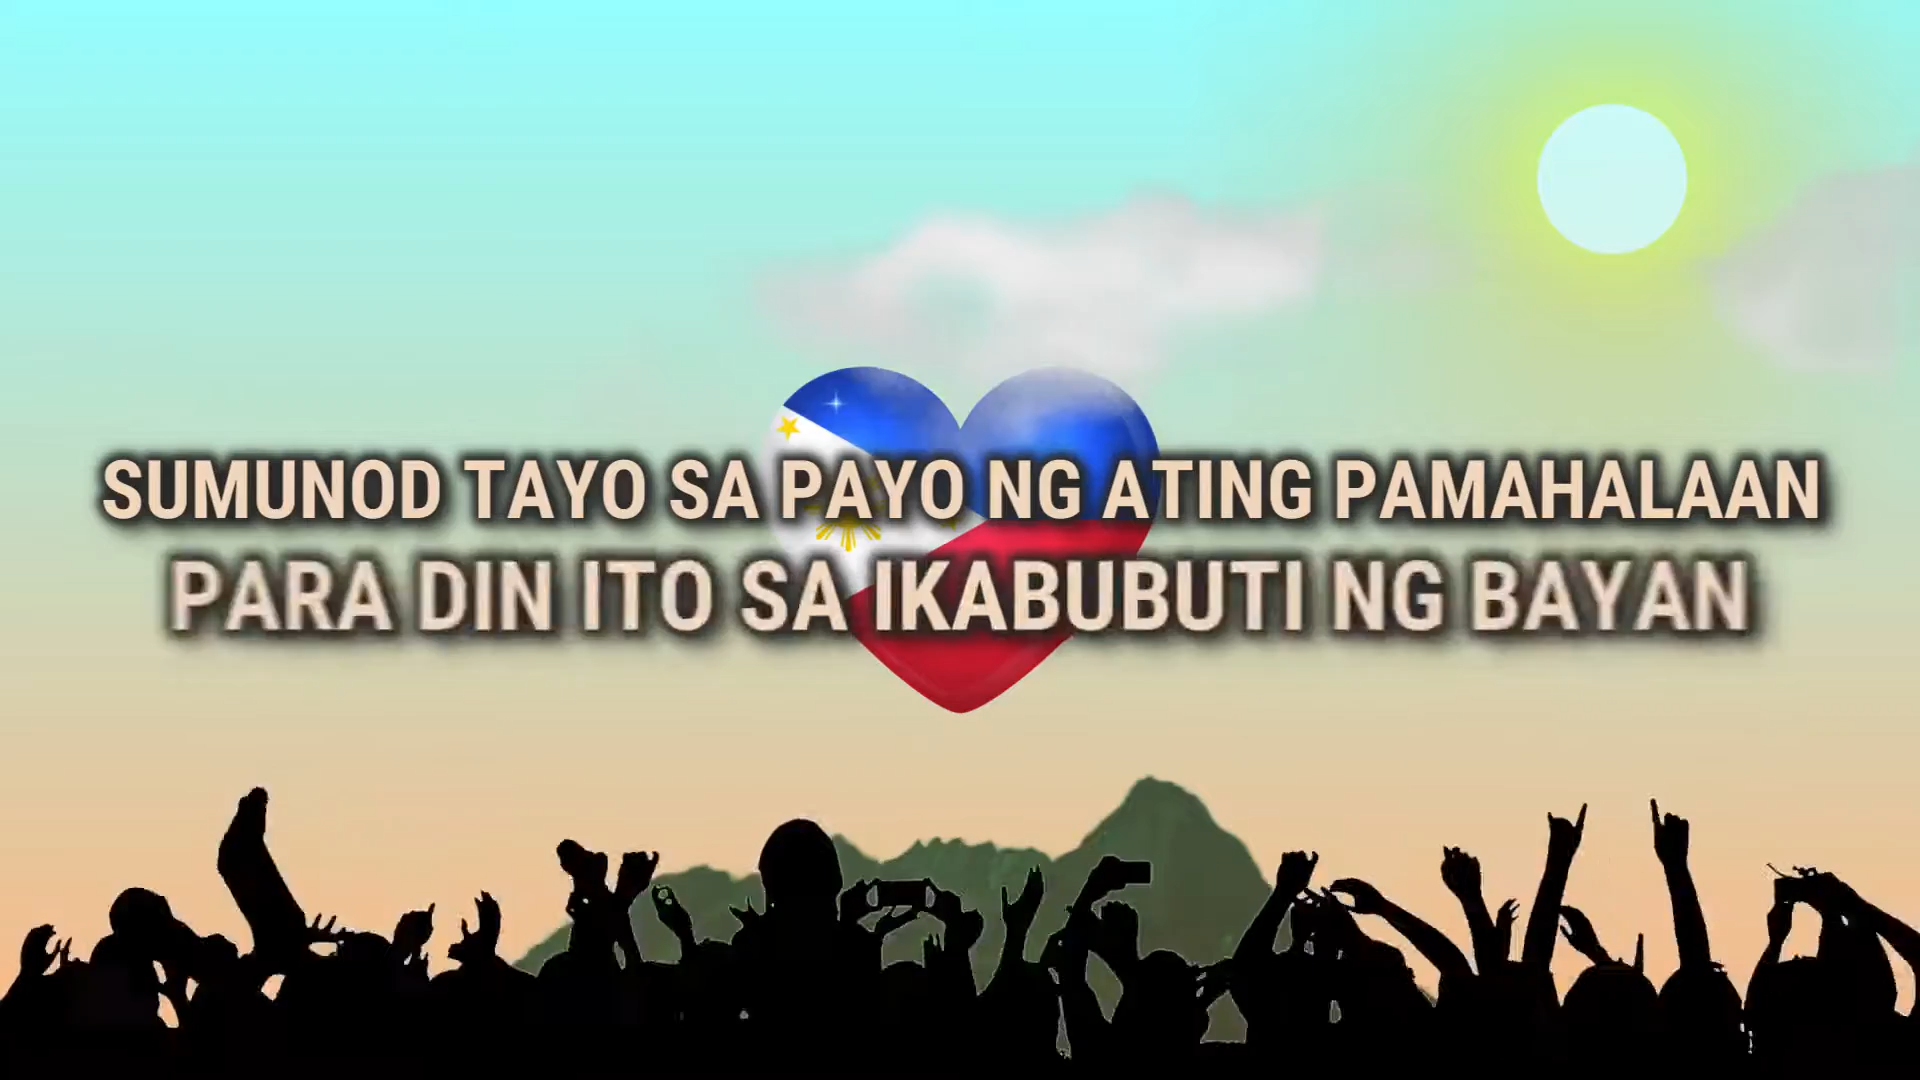 SUMUNOD TAYO SA PAYO NG ATING PAMAHALAAN
PARA DIN ITO SA IKABUBUTI NG BAYAN